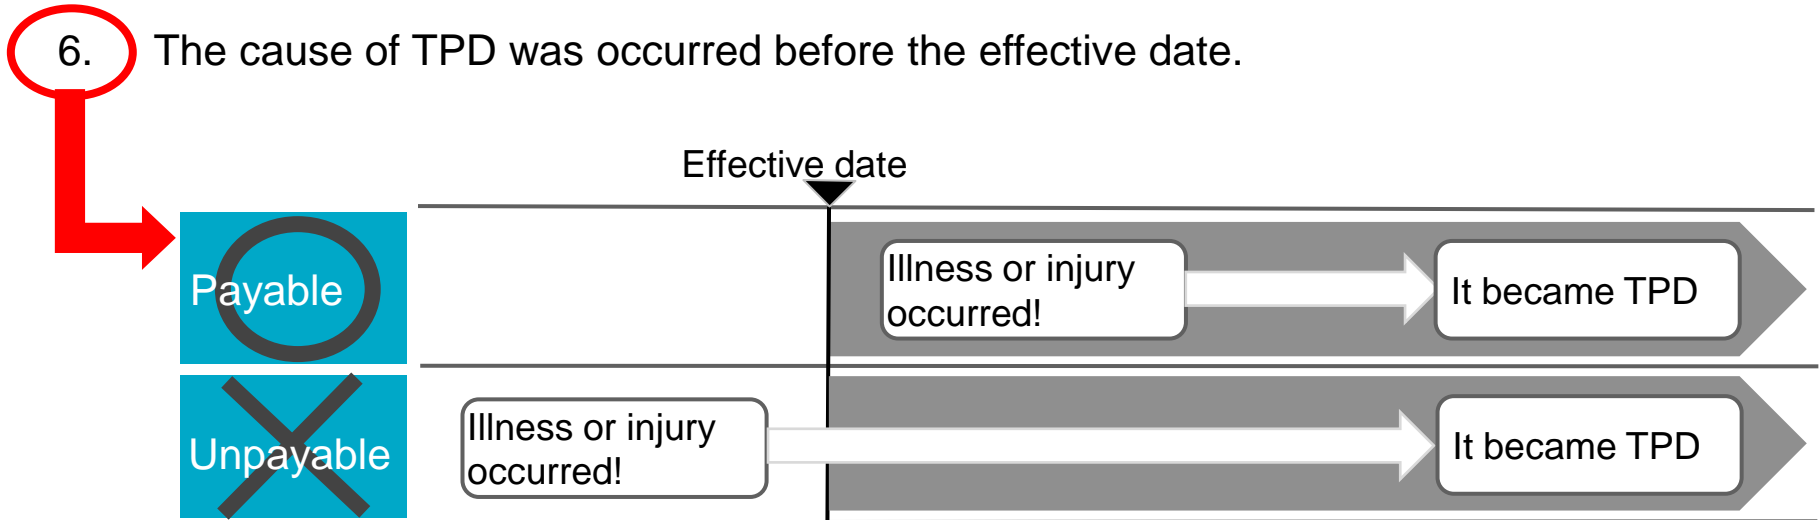 6. The cause of TPD was occurred before the effective date.
Effective date
Payable
Illness or injury
occurred!
It became TPD
Unpayable
Illness or injury
occurred!
It became TPD